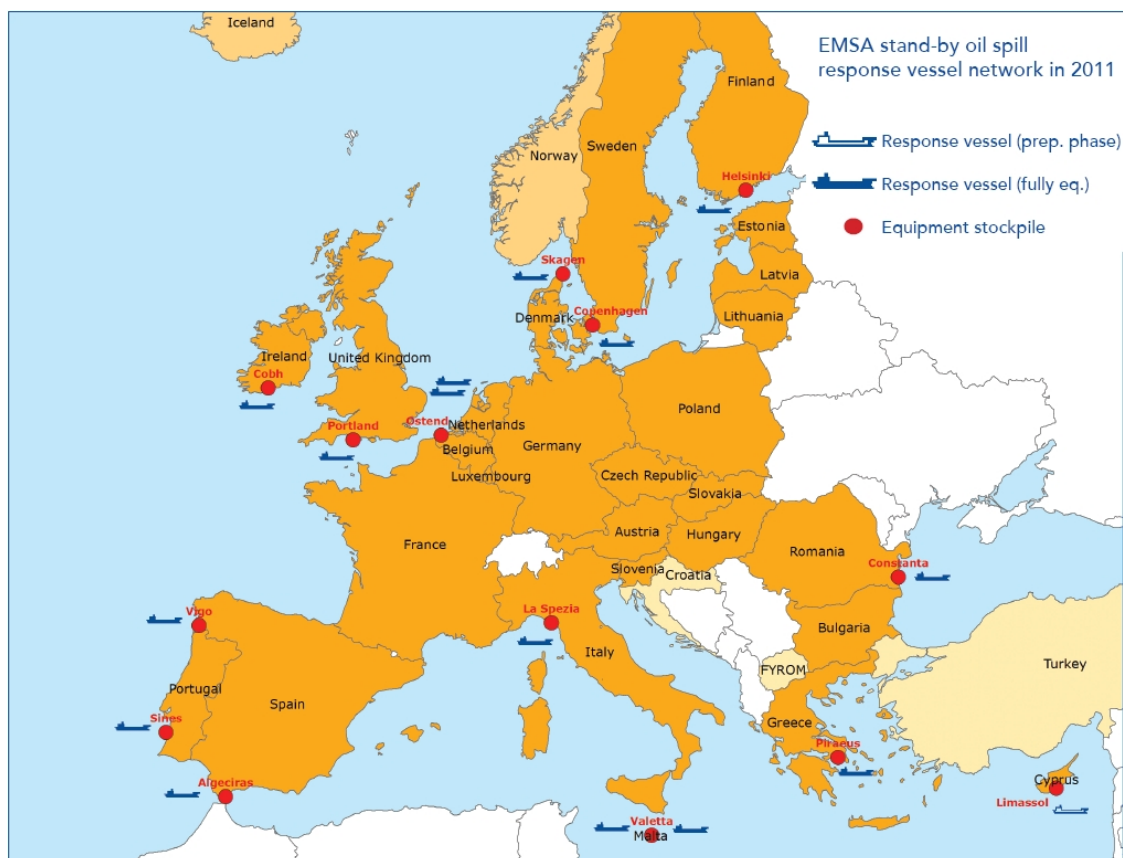 Iceland
EMSA stand-by oil spill
response vessel network in 2011
Finland
Response vessel (prep. phase)
Sweden
Norway
Helsinki
Response vessel (fully eq.)
Estonia
Equipment stockpile
Skagen
Latvia
Copenhagen
Denmark
Lithuania
Ireland
United Kingdom
Cobh
Poland
Portland
Ostend
Netherlands
Germany
Belgium
Luxembourg
Czech Republic
Slovakia
Austria
Hungary
France
Romania
Constanta
Slovenia
Croatia
Vigo
La Spezia
Bulgaria
Italy
FYROM
Turkey
Portugal
Spain
Sines
Greece
Piraeus
Algeciras
Cyprus
Limassol
Valetta
Malta